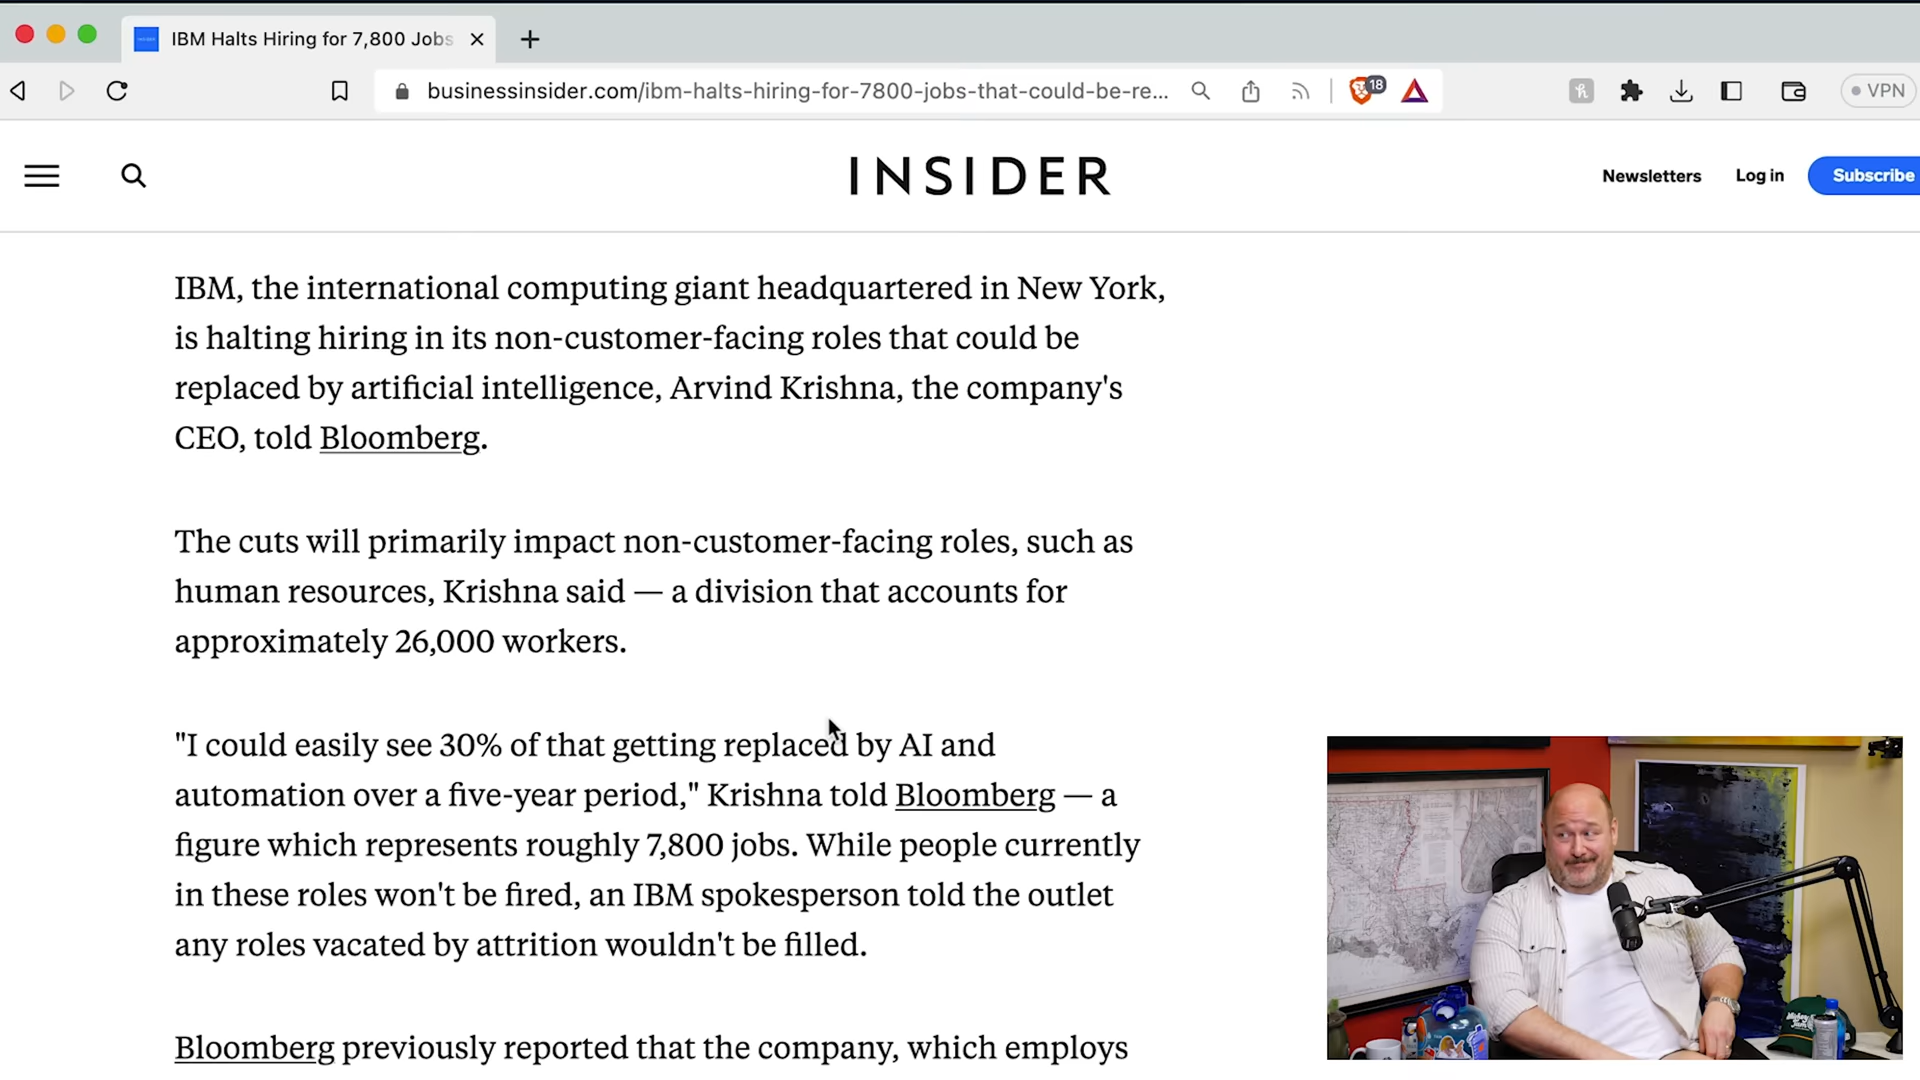 IBM Halts Hiring for 7,800 Jobs
businessinsider.com/ibm-halts-hiring-for-7800-jobs-that-could-be-re...
18
VPN
INSIDER
Newsletters
Log in
Subscribe
IBM, the international computing giant headquartered in New York,
is halting hiring in its non-customer-facing roles that could be
replaced by artificial intelligence, Arvind Krishna, the company's
CEO, told Bloomberg.
The cuts will primarily impact non-customer-facing roles, such as
human resources, Krishna said — a division that accounts for
approximately 26,000 workers.
"I could easily see 30% of that getting replaced by AI and
automation over a five-year period," Krishna told Bloomberg — a
figure which represents roughly 7,800 jobs. While people currently
in these roles won't be fired, an IBM spokesperson told the outlet
any roles vacated by attrition wouldn't be filled.
Bloomberg previously reported that the company, which employs